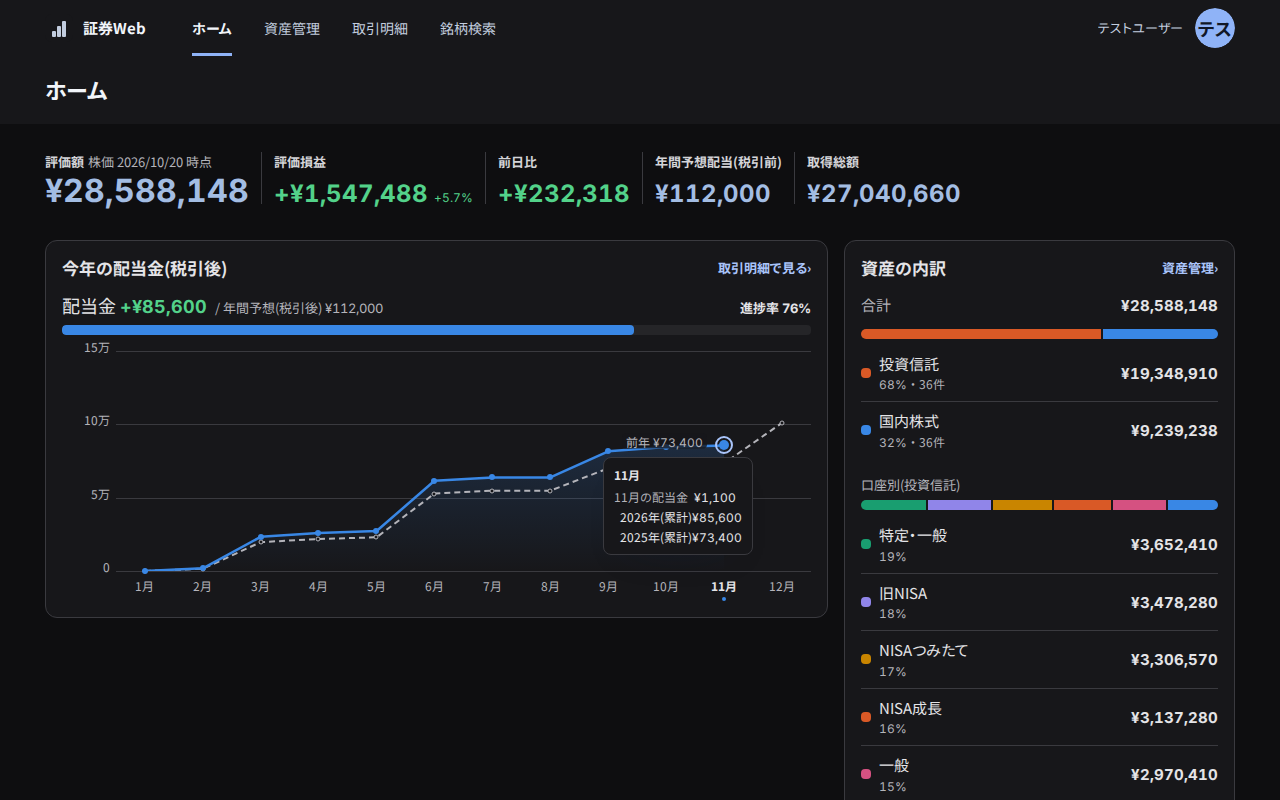 証券Web
ホーム
資産管理
取引明細
銘柄検索
テストユーザー
テス
ホーム
評価額 株価 2026/10/20 時点
¥28,588,148
評価損益
+¥1,547,488 +5.7%
前日比
+¥232,318
年間予想配当(税引前)
¥112,000
取得総額
¥27,040,660
今年の配当金(税引後)
取引明細で見る›
配当金 +¥85,600 / 年間予想(税引後) ¥112,000
進捗率 76%
15万
10万
5万
0
前年 ¥73,400
11月
11月の配当金 ¥1,100
2026年(累計)¥85,600
2025年(累計)¥73,400
1月 2月 3月 4月 5月 6月 7月 8月 9月 10月 11月 12月
資産の内訳
資産管理›
合計 ¥28,588,148
投資信託
68%・36件
¥19,348,910
国内株式
32%・36件
¥9,239,238
口座別(投資信託)
特定・一般
19%
¥3,652,410
旧NISA
18%
¥3,478,280
NISAつみたて
17%
¥3,306,570
NISA成長
16%
¥3,137,280
一般
15%
¥2,970,410